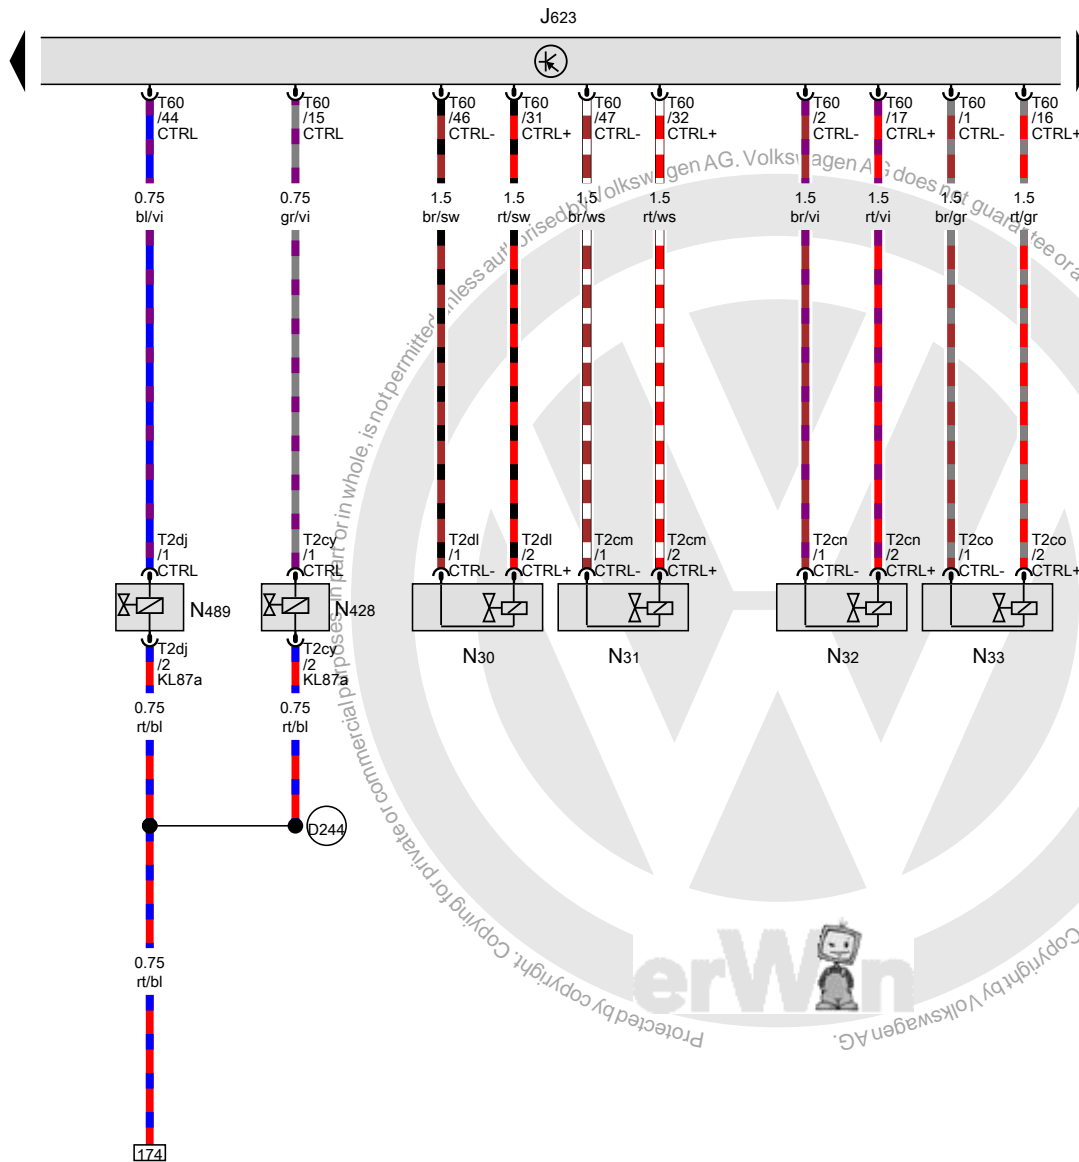 J623
T60 T60 T60 T60 T60 T60 T60 T60 T60 T60
/44 /15 /46 /31 /47 /32 /2 /17 /1 /16
CTRL CTRL CTRL- CTRL+ CTRL- CTRL+ CTRL- CTRL+ CTRL- CTRL+
0.75 0.75 1.5 1.5 1.5 1.5 1.5 1.5 1.5 1.5
bl/vi gr/vi br/sw rt/sw br/ws rt/ws br/vi rt/vi br/gr rt/gr
T2dj T2cy T2dl T2dl T2cm T2cm T2cn T2cn T2co T2co
/1 /1 /1 /2 /1 /2 /1 /2 /1 /2
CTRL CTRL CTRL- CTRL+ CTRL- CTRL+ CTRL- CTRL+ CTRL- CTRL+
N489 N428
N30 N31 N32 N33
T2dj T2cy
/2 /2
KL87a KL87a
0.75 0.75
rt/bl rt/bl
D244
0.75
rt/bl
174
erWin
Protected by copyright. Copying for private or commercial purposes, in part or in whole, is not permitted unless authorised by Volkswagen AG. Volkswagen AG does not guarantee or a
Copyright by Volkswagen AG.